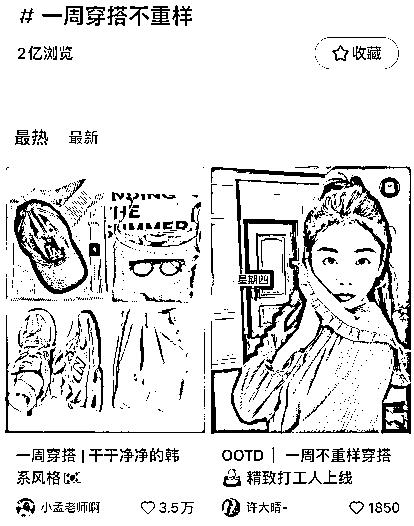 # 一周穿搭不重样
2亿浏览
收藏
最热 最新
THE
SUMMER
星期四
一周穿搭 | 干干净净的韩
系风格
OOTD | 一周不重样穿搭
精致打工人上线
小孟老师啊 3.5万
许大晴- 1850